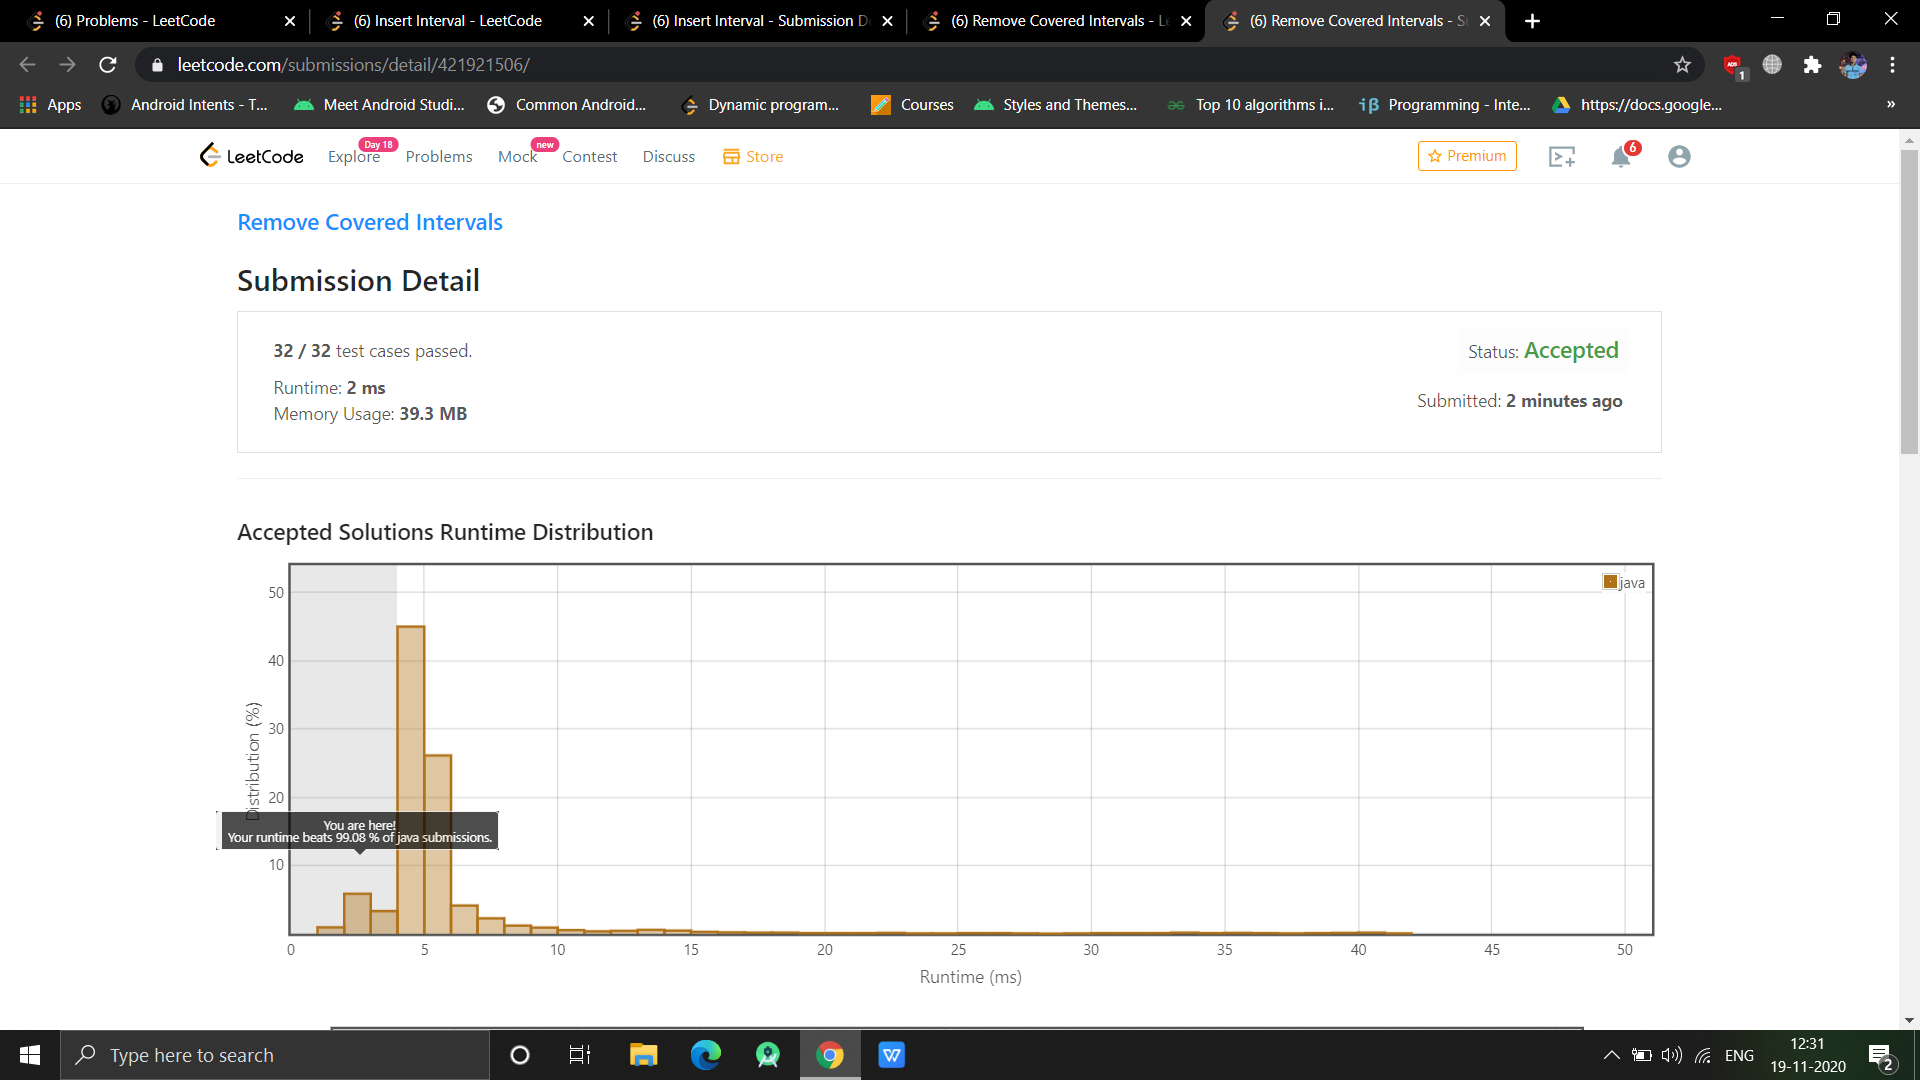 (6) Problems - LeetCode
(6) Insert Interval - LeetCode
(6) Insert Interval - Submission D
(6) Remove Covered Intervals - L
(6) Remove Covered Intervals - S
leetcode.com/submissions/detail/421921506/
ADS
1
Apps
Android Intents - T...
Meet Android Studi...
Common Android...
Dynamic program...
Courses
Styles and Themes...
Top 10 algorithms i...
Programming - Inte...
https://docs.google...
»
LeetCode
Explore
Day 18
Problems
Mock
new
Contest
Discuss
Store
Premium
6
Remove Covered Intervals
Submission Detail
32 / 32 test cases passed.
Status: Accepted
Runtime: 2 ms
Submitted: 2 minutes ago
Memory Usage: 39.3 MB
Accepted Solutions Runtime Distribution
java
50
40
30
20
10
Distribution (%)
You are here!
Your runtime beats 99.08 % of java submissions.
0 5 10 15 20 25 30 35 40 45 50
Runtime (ms)
Type here to search
W
ENG
12:31
19-11-2020
2